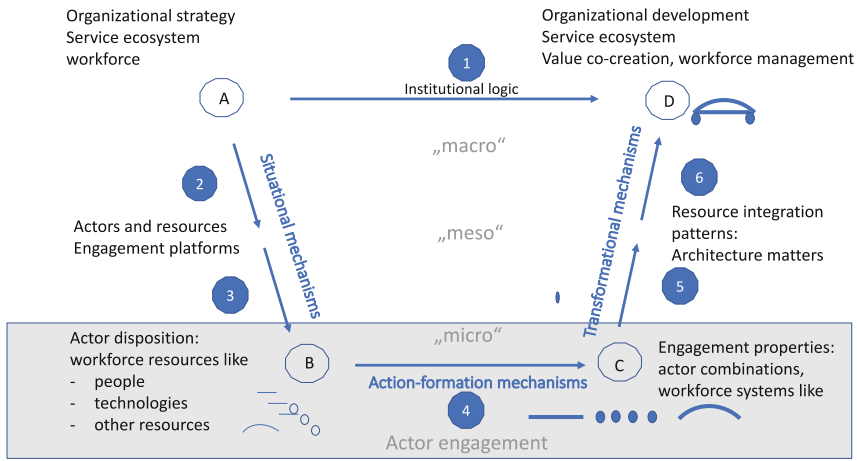 Organizational strategy
Service ecosystem
workforce
Organizational development
Service ecosystem
Value co-creation, workforce management
1
Institutional logic
A
D
„macro“
Situational mechanisms
Transformational mechanisms
2
6
Actors and resources
Engagement platforms
„meso“
Resource integration
patterns:
Architecture matters
3
5
„micro“
Actor disposition:
workforce resources like
- people
- technologies
- other resources
B
C
Engagement properties:
actor combinations,
workforce systems like
Action-formation mechanisms
4
Actor engagement